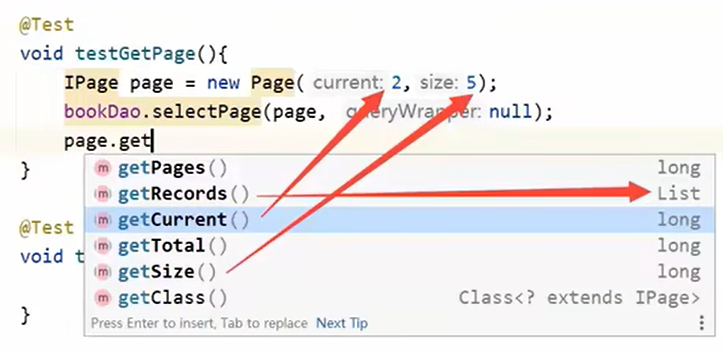 @Test
void testGetPage(){
IPage page = new Page( current: 2, size: 5);
bookDao.selectPage(page, queryWrapper: null);
page.get
}
getPages() long
getRecords() List
getCurrent() long
@Test
getTotal() long
void t
getSize() long
getClass() Class<? extends IPage>
}
Press Enter to insert, Tab to replace Next Tip